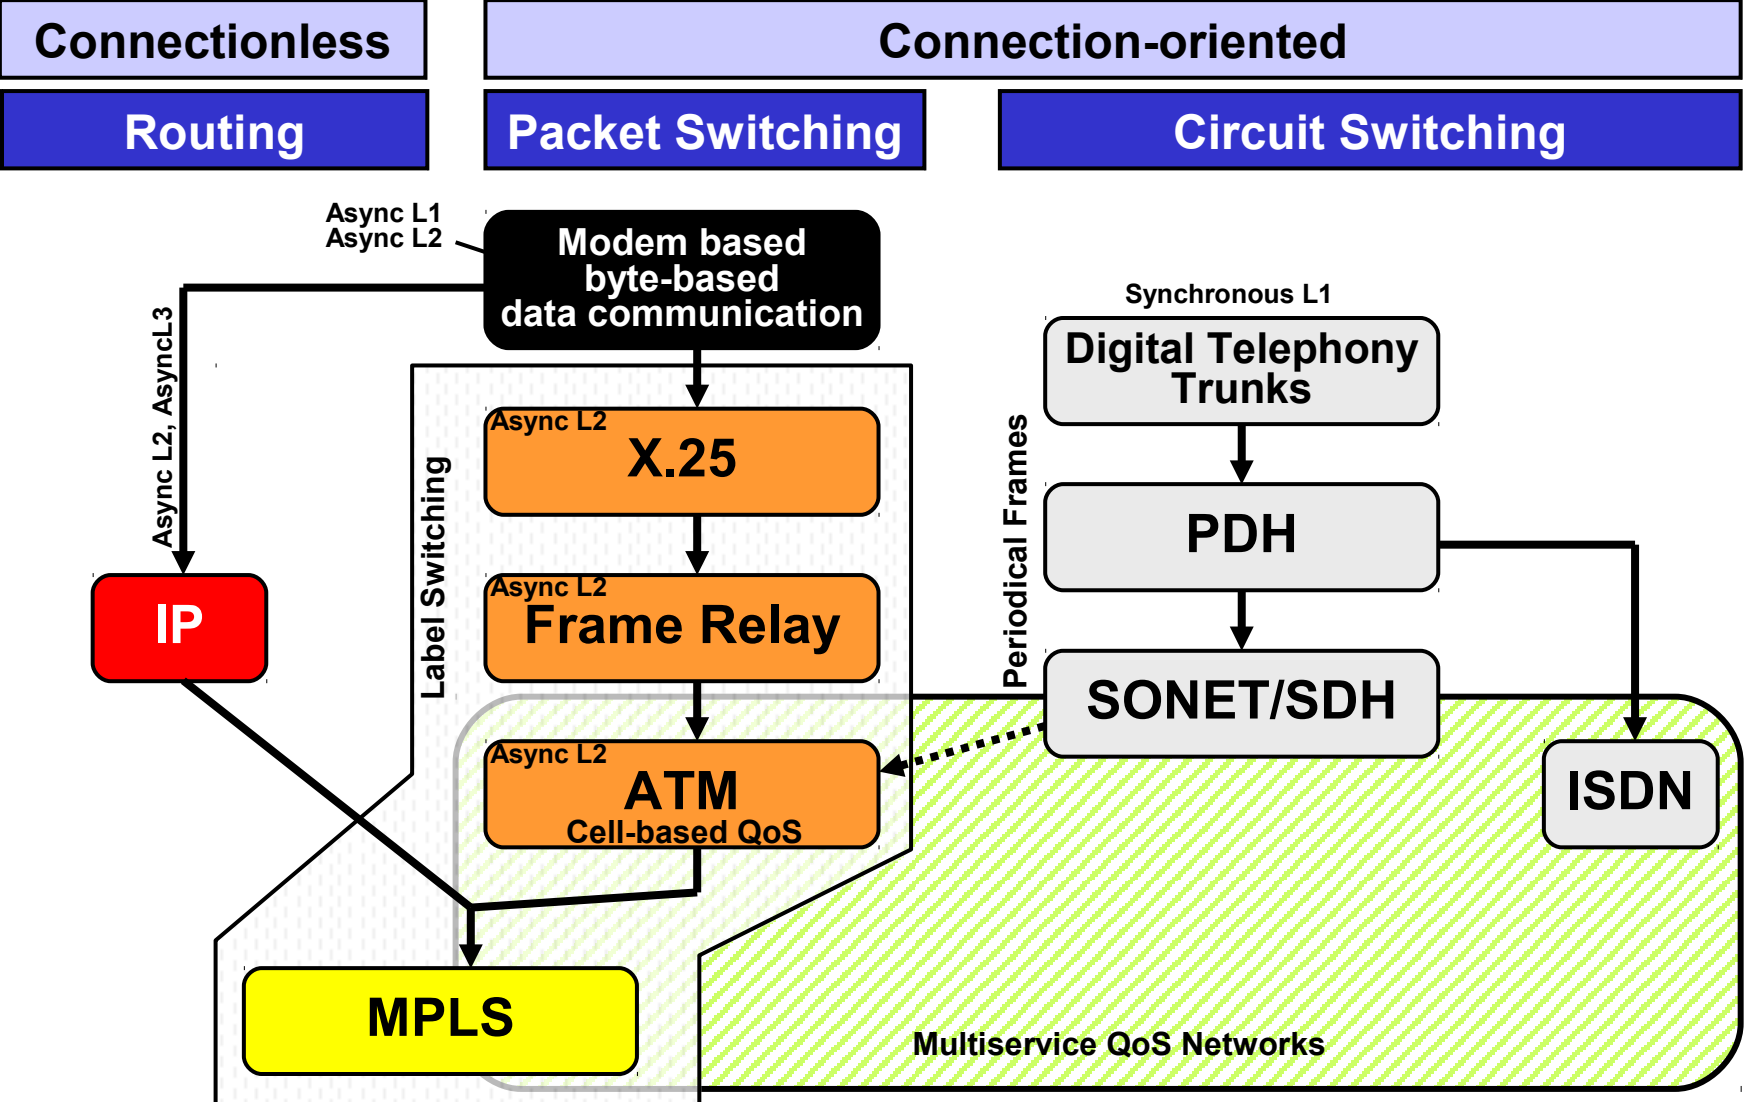 Connectionless
Connection-oriented
Routing
Packet Switching
Circuit Switching
Async L1
Async L2
Modem based
byte-based
data communication
Synchronous L1
Digital Telephony
Trunks
Async L2, AsyncL3
Label Switching
Async L2
X.25
Periodical Frames
PDH
IP
Async L2
Frame Relay
SONET/SDH
Async L2
ATM
Cell-based QoS
ISDN
MPLS
Multiservice QoS Networks